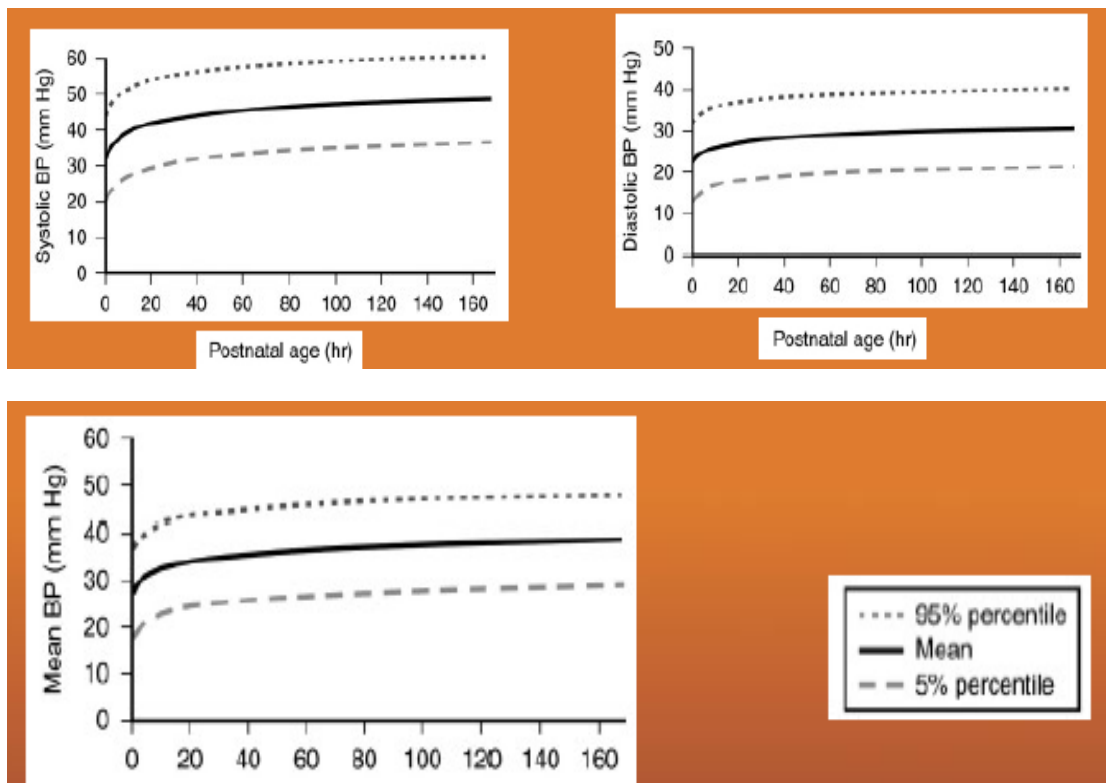 Systolic BP (mm Hg)
60
50
40
30
20
10
0
0 20 40 60 80 100 120 140 160
Postnatal age (hr)
Diastolic BP (mm Hg)
50
40
30
20
10
0
0 20 40 60 80 100 120 140 160
Postnatal age (hr)
Mean BP (mm Hg)
60
50
40
30
20
10
0
0 20 40 60 80 100 120 140 160
95% percentile
Mean
5% percentile